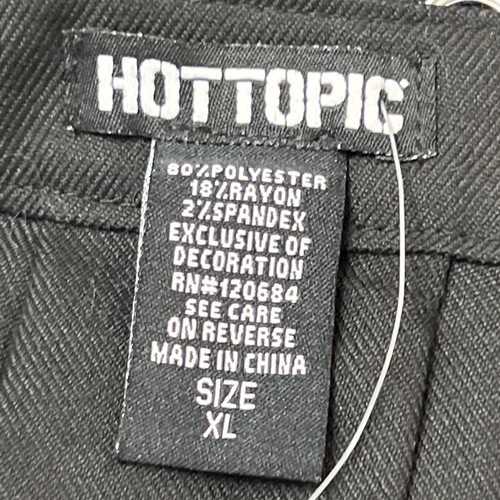 HOTTOPIC
80%POLYESTER
18%RAYON
2%SPANDEX
EXCLUSIVE OF
DECORATION
RN#120684
SEE CARE
ON REVERSE
MADE IN CHINA
SIZE
XL